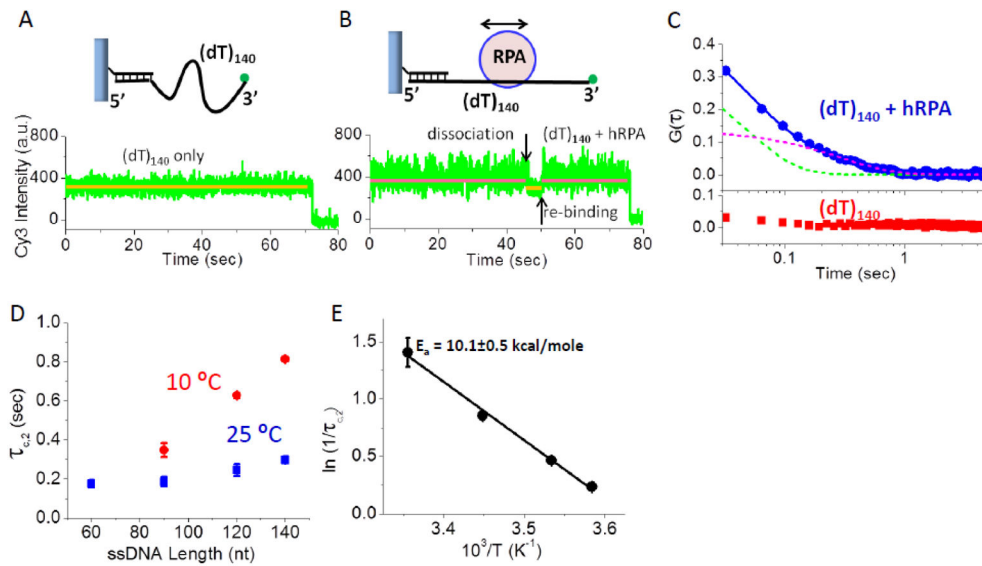 A
(dT)140
5’
3’
800
(dT)140 only
400
0
Cy3 Intensity (a.u.)
0 20 40 60 80
Time (sec)
B
RPA
5’
(dT)140
3’
dissociation
(dT)140 + hRPA
800
400
re-binding
0
0 20 40 60 80
Time (sec)
C
0.4
0.3
0.2
0.1
0.0
G(τ)
(dT)140 + hRPA
0.1
0.0
(dT)140
0.1 1
Time (sec)
D
1.0
0.8
0.6
0.4
0.2
0.0
τc,2 (sec)
10 °C
25 °C
60 80 100 120 140
ssDNA Length (nt)
E
Ea = 10.1±0.5 kcal/mole
1.5
1.0
0.5
0.0
ln (1/τc,2)
3.4 3.5 3.6
10³/T (K⁻¹)